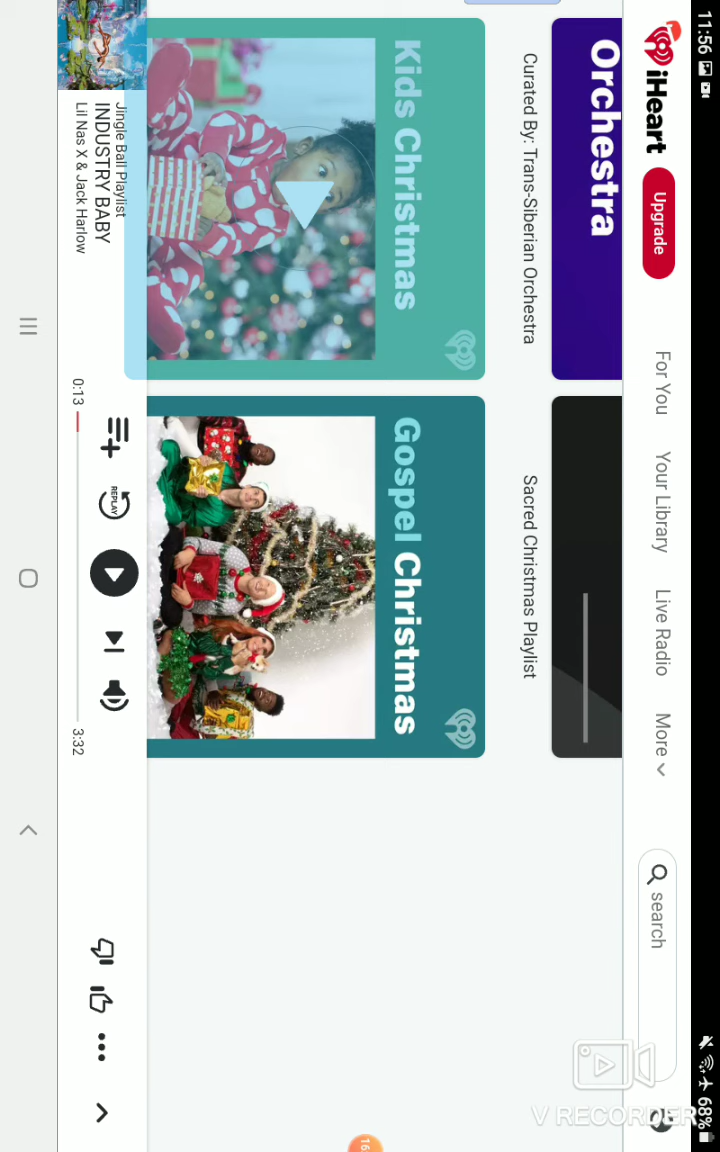 11:56
68%
iHeart
Upgrade
For You
Your Library
Live Radio
More
search
Orchestra
Curated By: Trans-Siberian Orchestra
Sacred Christmas Playlist
Kids Christmas
Gospel Christmas
Jingle Ball Playlist
INDUSTRY BABY
Lil Nas X & Jack Harlow
REPLAY
0:13
3:32
V RECORDER
16